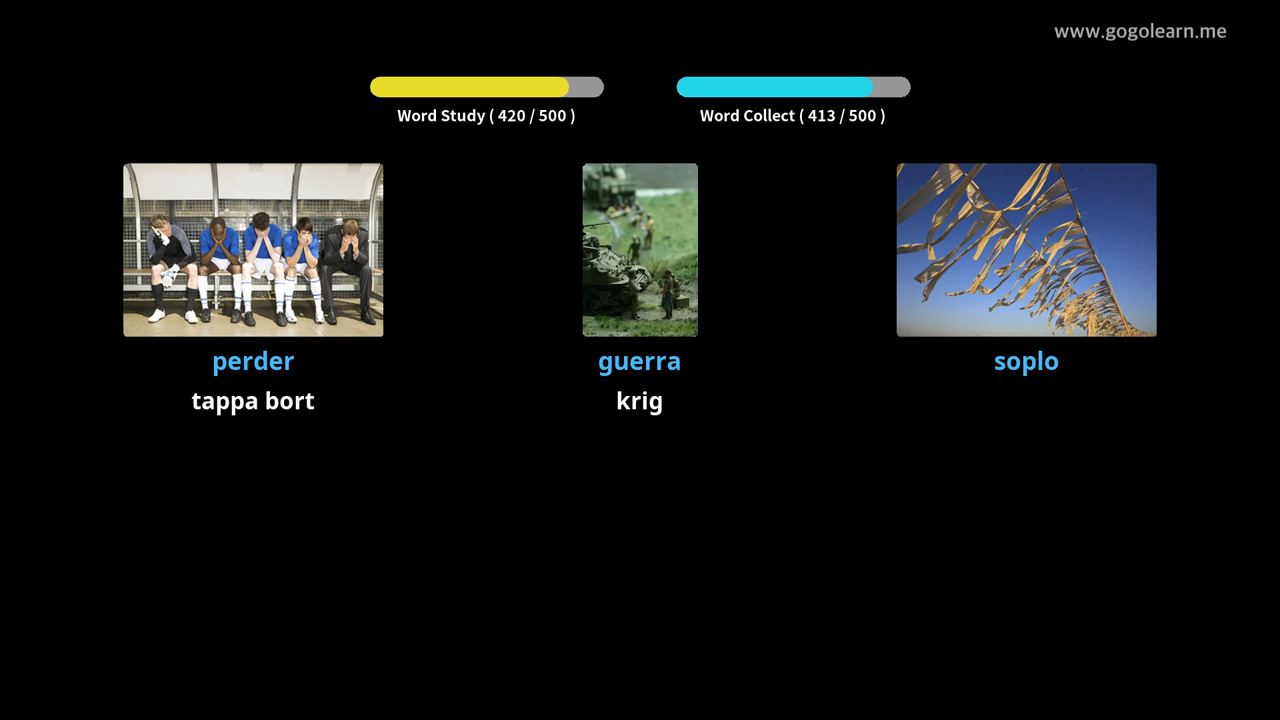 www.gogolearn.me
Word Study ( 420 / 500 )
Word Collect ( 413 / 500 )
perder
guerra
soplo
tappa bort
krig